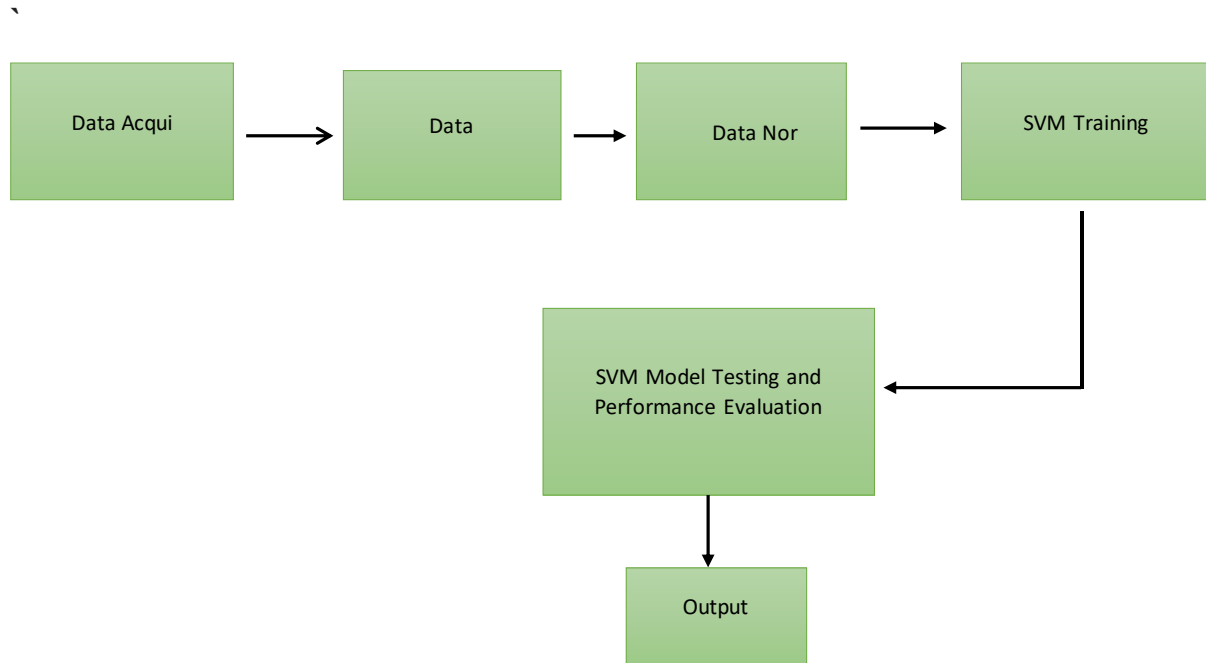 `
Data Acqui
Data
Data Nor
SVM Training
SVM Model Testing and
Performance Evaluation
Output